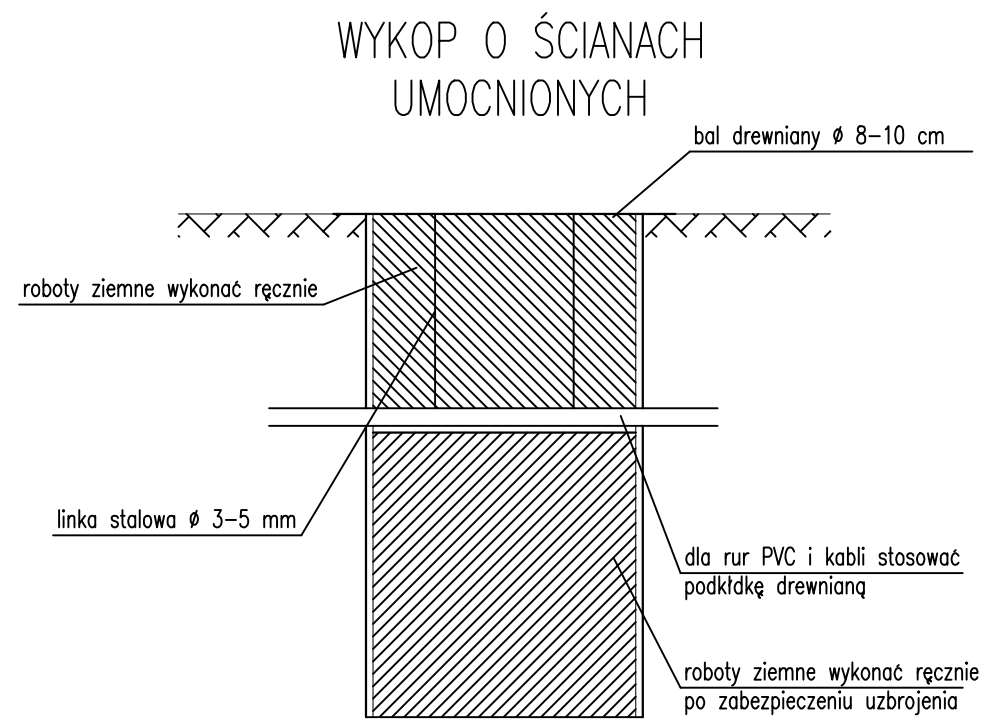 WYKOP O ŚCIANACH
UMOCNIONYCH
bal drewniany ϕ 8-10 cm
roboty ziemne wykonać ręcznie
linka stalowa ϕ 3-5 mm
dla rur PVC i kabli stosować
podkłdkę drewnianą
roboty ziemne wykonać ręcznie
po zabezpieczeniu uzbrojenia